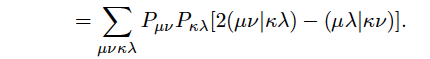 = ∑_{μνκλ} P_{μν} P_{κλ} [2(μν|κλ) − (μλ|κν)].